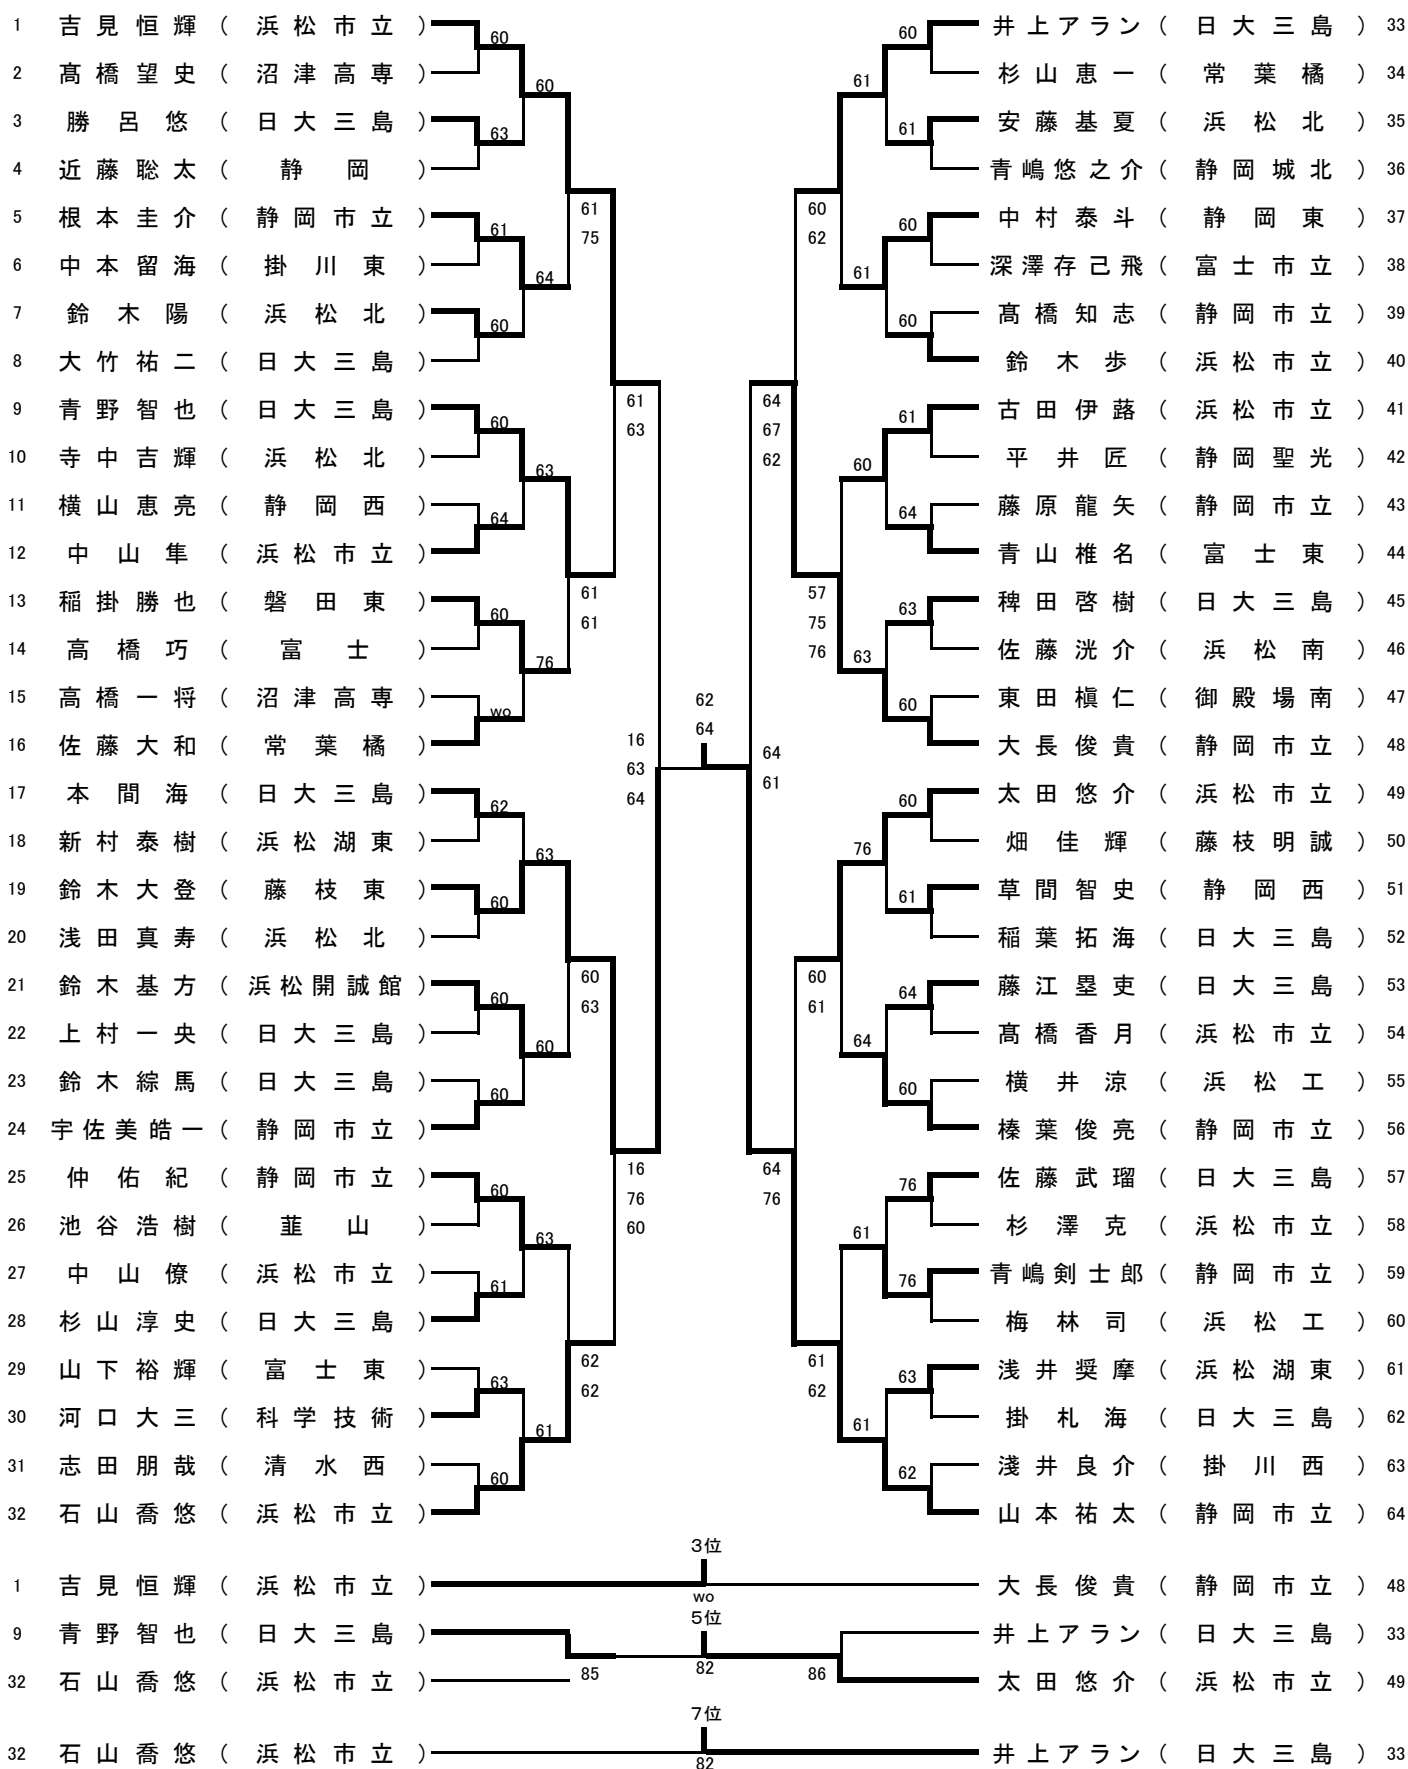 1 吉見恒輝 ( 浜松市立 ) 井上アラン ( 日大三島 ) 33
60 60
2 髙橋望史 ( 沼津高専 ) 杉山恵一 ( 常葉橘 ) 34
60 61
3 勝呂悠 ( 日大三島 ) 安藤基夏 ( 浜松北 ) 35
63 61
4 近藤聡太 ( 静岡 ) 青嶋悠之介 ( 静岡城北 ) 36
61 60
5 根本圭介 ( 静岡市立 ) 中村泰斗 ( 静岡東 ) 37
61 75 62 60
6 中本留海 ( 掛川東 ) 深澤存己飛 ( 富士市立 ) 38
64 61
7 鈴木陽 ( 浜松北 ) 髙橋知志 ( 静岡市立 ) 39
60 60
8 大竹祐二 ( 日大三島 ) 鈴木歩 ( 浜松市立 ) 40
61 64
9 青野智也 ( 日大三島 ) 古田伊蕗 ( 浜松市立 ) 41
60 63 67 61
10 寺中吉輝 ( 浜松北 ) 平井匠 ( 静岡聖光 ) 42
63 62 60
11 横山恵亮 ( 静岡西 ) 藤原龍矢 ( 静岡市立 ) 43
64 64
12 中山隼 ( 浜松市立 ) 青山椎名 ( 富士東 ) 44
61 57
13 稲掛勝也 ( 磐田東 ) 稗田啓樹 ( 日大三島 ) 45
60 61 75 63
14 高橋巧 ( 富士 ) 佐藤洸介 ( 浜松南 ) 46
76 76 63
15 高橋一将 ( 沼津高専 ) 東田槇仁 ( 御殿場南 ) 47
wo 62 60
16 佐藤大和 ( 常葉橘 ) 大長俊貴 ( 静岡市立 ) 48
16 64 64
63 61
17 本間海 ( 日大三島 ) 太田悠介 ( 浜松市立 ) 49
62 64 60
18 新村泰樹 ( 浜松湖東 ) 畑佳輝 ( 藤枝明誠 ) 50
63 76
19 鈴木大登 ( 藤枝東 ) 草間智史 ( 静岡西 ) 51
60 61
20 浅田真寿 ( 浜松北 ) 稲葉拓海 ( 日大三島 ) 52
60 60
21 鈴木基方 ( 浜松開誠館 ) 藤江塁吏 ( 日大三島 ) 53
60 63 61 64
22 上村一央 ( 日大三島 ) 髙橋香月 ( 浜松市立 ) 54
60 64
23 鈴木綜馬 ( 日大三島 ) 横井涼 ( 浜松工 ) 55
60 60
24 宇佐美皓一 ( 静岡市立 ) 榛葉俊亮 ( 静岡市立 ) 56
16 64
25 仲佑紀 ( 静岡市立 ) 佐藤武瑠 ( 日大三島 ) 57
60 76 76 76
26 池谷浩樹 ( 韮山 ) 杉澤克 ( 浜松市立 ) 58
63 60 61
27 中山僚 ( 浜松市立 ) 青嶋剣士郎 ( 静岡市立 ) 59
61 76
28 杉山淳史 ( 日大三島 ) 梅林司 ( 浜松工 ) 60
62 61
29 山下裕輝 ( 富士東 ) 浅井奨摩 ( 浜松湖東 ) 61
63 62 62 63
30 河口大三 ( 科学技術 ) 掛札海 ( 日大三島 ) 62
61 61
31 志田朋哉 ( 清水西 ) 淺井良介 ( 掛川西 ) 63
60 62
32 石山喬悠 ( 浜松市立 ) 山本祐太 ( 静岡市立 ) 64
3位
1 吉見恒輝 ( 浜松市立 ) 大長俊貴 ( 静岡市立 ) 48
wo
5位
9 青野智也 ( 日大三島 ) 井上アラン ( 日大三島 ) 33
85 82 86
32 石山喬悠 ( 浜松市立 ) 太田悠介 ( 浜松市立 ) 49
7位
32 石山喬悠 ( 浜松市立 ) 井上アラン ( 日大三島 ) 33
82